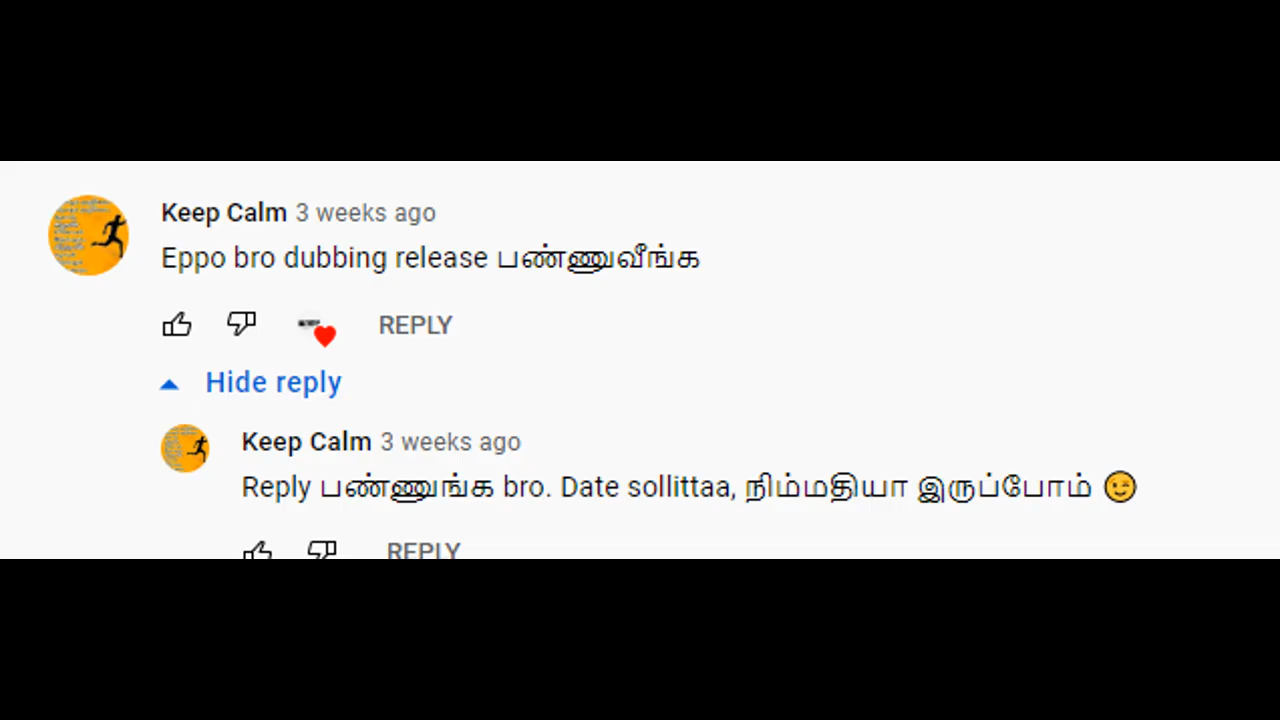 Keep Calm 3 weeks ago
Eppo bro dubbing release பண்ணுவீங்க
REPLY
Hide reply
Keep Calm 3 weeks ago
Reply பண்ணுங்க bro. Date sollittaa, நிம்மதியா இருப்போம் 😉
REPLY